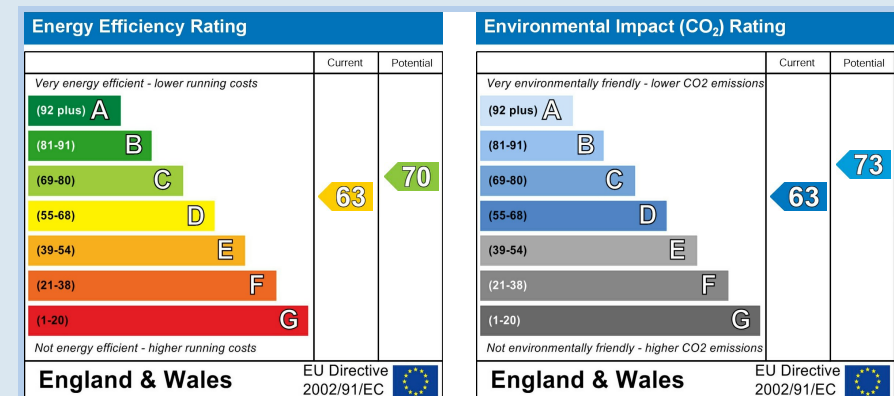 Energy Efficiency Rating
Current Potential
Very energy efficient - lower running costs
(92 plus) A
(81-91) B
(69-80) C
(55-68) D
(39-54) E
(21-38) F
(1-20) G
63
70
Not energy efficient - higher running costs
England & Wales
EU Directive
2002/91/EC
Environmental Impact (CO₂) Rating
Current Potential
Very environmentally friendly - lower CO2 emissions
(92 plus) A
(81-91) B
(69-80) C
(55-68) D
(39-54) E
(21-38) F
(1-20) G
63
73
Not environmentally friendly - higher CO2 emissions
England & Wales
EU Directive
2002/91/EC